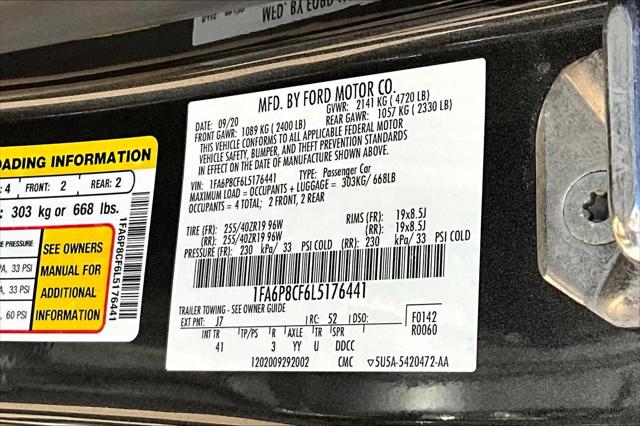 MFD. BY FORD MOTOR CO.
OADING INFORMATION
4 FRONT: 2 REAR: 2
: 303 kg or 668 lbs.
PRESSURE
A, 33 PSI
A, 33 PSI
60 PSI
SEE OWNERS
MANUAL FOR
ADDITIONAL
INFORMATION
1FA6P8CF6L5176441
MFD. BY FORD MOTOR CO.
DATE: 09/20 GVWR: 2141 KG ( 4720 LB)
FRONT GAWR: 1089 KG ( 2400 LB) REAR GAWR: 1057 KG ( 2330 LB)
THIS VEHICLE CONFORMS TO ALL APPLICABLE FEDERAL MOTOR
VEHICLE SAFETY, BUMPER, AND THEFT PREVENTION STANDARDS
IN EFFECT ON THE DATE OF MANUFACTURE SHOWN ABOVE.
VIN: 1FA6P8CF6L5176441 TYPE: Passenger Car
MAXIMUM LOAD = OCCUPANTS + LUGGAGE = 303KG/ 668LB
OCCUPANTS = 4 TOTAL; 2 FRONT, 2 REAR
TIRE (FR): 255/40ZR19 96W RIMS (FR): 19x8.5J
(RR): 255/40ZR19 96W (RR): 19x8.5J
PRESSURE (FR): 230 kPa/ 33 PSI COLD (RR): 230 kPa/ 33 PSI COLD
1FA6P8CF6L5176441
TRAILER TOWING - SEE OWNER GUIDE
EXT PNT: J7 RC: 52 DSO: F0142
INT TR TP/PS R AXLE TR SPR R0060
41 3 YY U DDCC
1202009292002 CMC 5U5A-5420472-AA